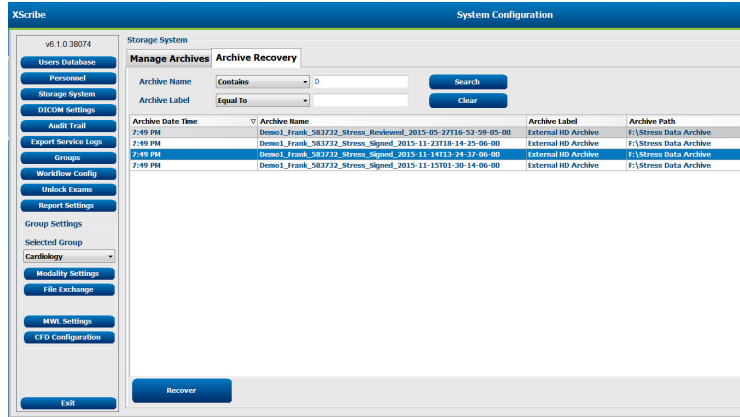 XScribe System Configuration
v6.1.0.38074
Users Database
Personnel
Storage System
DICOM Settings
Audit Trail
Export Service Logs
Groups
Workflow Config
Unlock Exams
Report Settings
Group Settings
Selected Group
Cardiology
Modality Settings
File Exchange
MWL Settings
CFD Configuration
Exit
Storage System
Manage Archives Archive Recovery
Archive Name Contains D Search
Archive Label Equal To Clear
Archive Date Time Archive Name Archive Label Archive Path
7:49 PM Demo1_Frank_583732_Stress_Reviewed_2015-05-27T16-52-59-05-00 External HD Archive F:\Stress Data Archive
7:49 PM Demo1_Frank_583732_Stress_Signed_2015-11-23T18-14-25-06-00 External HD Archive F:\Stress Data Archive
7:49 PM Demo1_Frank_583732_Stress_Signed_2015-11-14T13-24-37-06-00 External HD Archive F:\Stress Data Archive
7:49 PM Demo1_Frank_583732_Stress_Signed_2015-11-15T01-30-14-06-00 External HD Archive F:\Stress Data Archive
Recover